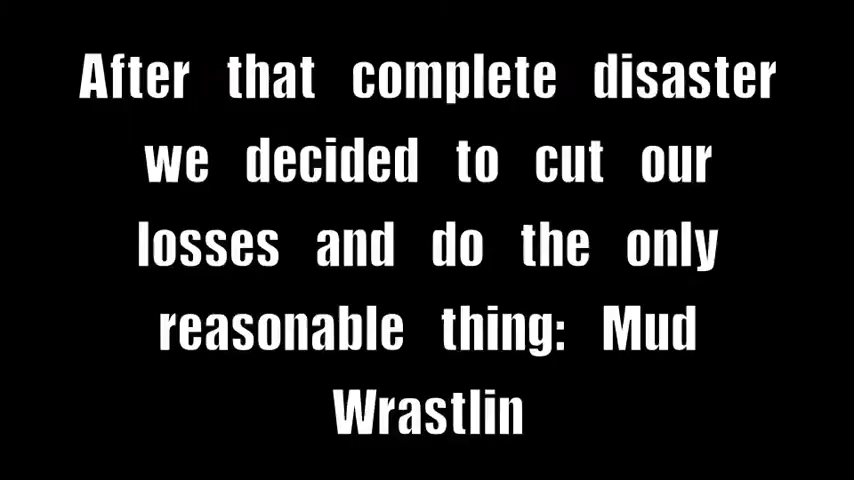 After that complete disaster
we decided to cut our
losses and do the only
reasonable thing: Mud
Wrastlin